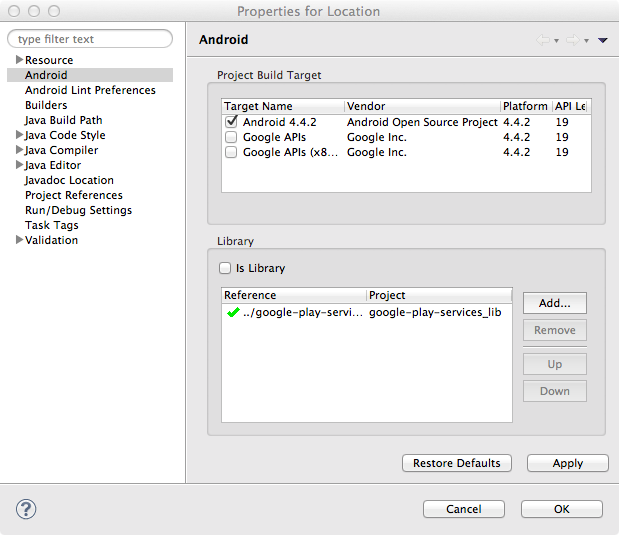 Properties for Location
type filter text
Resource
Android
Android Lint Preferences
Builders
Java Build Path
Java Code Style
Java Compiler
Java Editor
Javadoc Location
Project References
Run/Debug Settings
Task Tags
Validation
Android
Project Build Target
Target Name Vendor Platform API Le
Android 4.4.2 Android Open Source Project 4.4.2 19
Google APIs Google Inc. 4.4.2 19
Google APIs (x8... Google Inc. 4.4.2 19
Library
Is Library
Reference Project
../google-play-servi... google-play-services_lib
Add...
Remove
Up
Down
Restore Defaults Apply
? Cancel OK